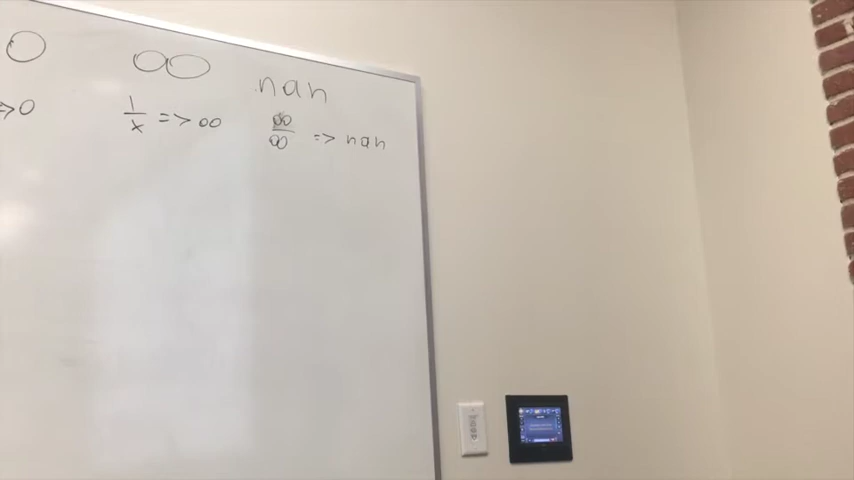 0 ∞ nan
=> 0 1/x => ∞ ∞/∞ => nan